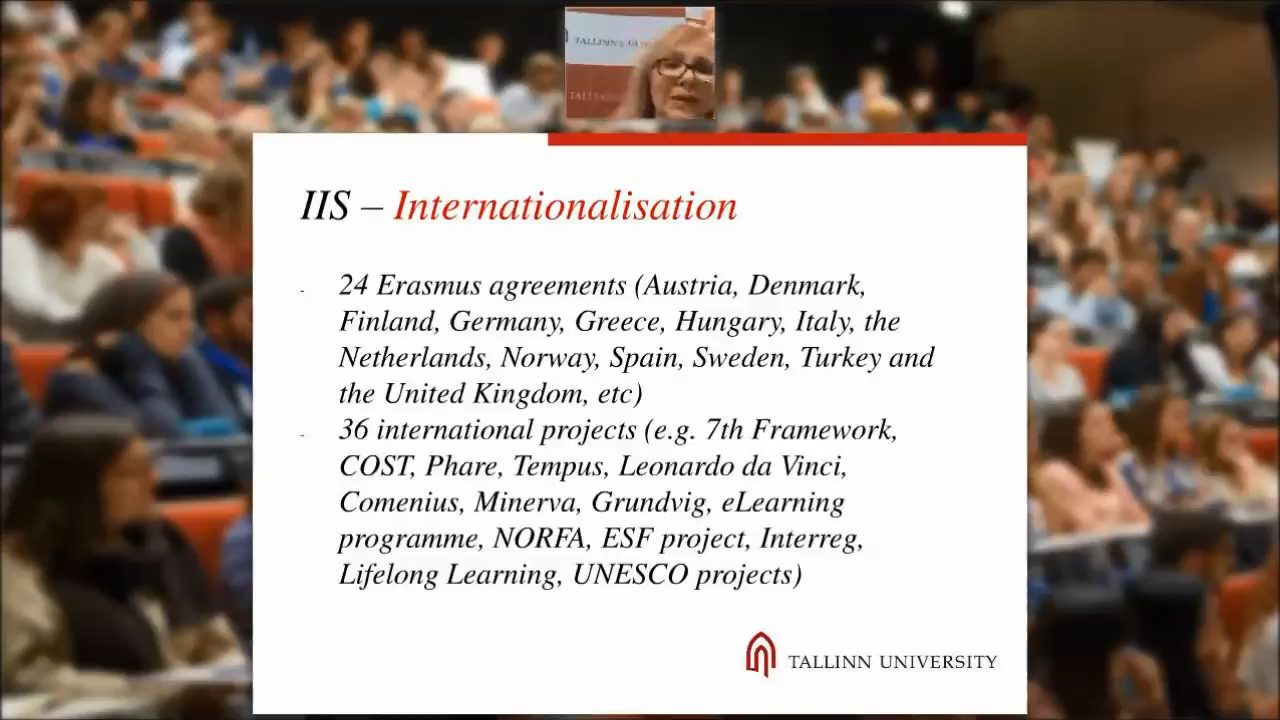 TALLINN
IIS – Internationalisation
- 24 Erasmus agreements (Austria, Denmark,
Finland, Germany, Greece, Hungary, Italy, the
Netherlands, Norway, Spain, Sweden, Turkey and
the United Kingdom, etc)
- 36 international projects (e.g. 7th Framework,
COST, Phare, Tempus, Leonardo da Vinci,
Comenius, Minerva, Grundvig, eLearning
programme, NORFA, ESF project, Interreg,
Lifelong Learning, UNESCO projects)
TALLINN UNIVERSITY